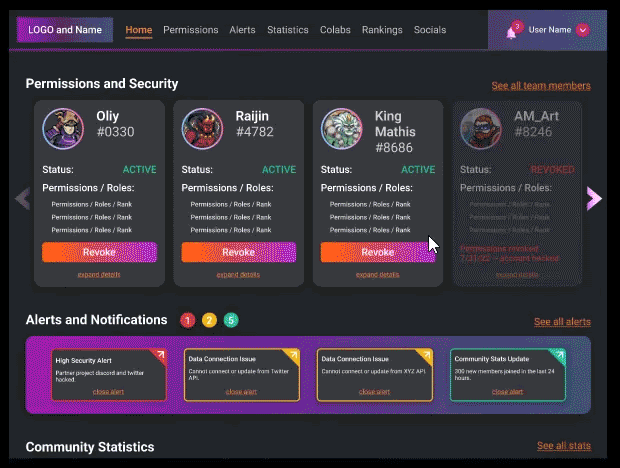 LOGO and Name Home Permissions Alerts Statistics Colabs Rankings Socials 3 User Name
Permissions and Security See all team members
Oliy
#0330
Status: ACTIVE
Permissions / Roles:
Permissions / Roles / Rank
Permissions / Roles / Rank
Permissions / Roles / Rank
Revoke
expand details
Raijin
#4782
Status: ACTIVE
Permissions / Roles:
Permissions / Roles / Rank
Permissions / Roles / Rank
Permissions / Roles / Rank
Revoke
expand details
King
Mathis
#8686
Status: ACTIVE
Permissions / Roles:
Permissions / Roles / Rank
Permissions / Roles / Rank
Permissions / Roles / Rank
Revoke
expand details
AM_Art
#8246
Status: REVOKED
Permissions / Roles:
Permissions / Roles / Rank
Permissions / Roles / Rank
Permissions / Roles / Rank
Permissions revoked
account hacked
expand details
Alerts and Notifications 1 2 5 See all alerts
High Security Alert
Partner project discord and twitter
hacked.
close alert
Data Connection Issue
Cannot connect or update from Twitter
API.
close alert
Data Connection Issue
Cannot connect or update from XYZ API.
close alert
Community Stats Update
300 new members joined in the last 24
hours.
close alert
Community Statistics See all stats